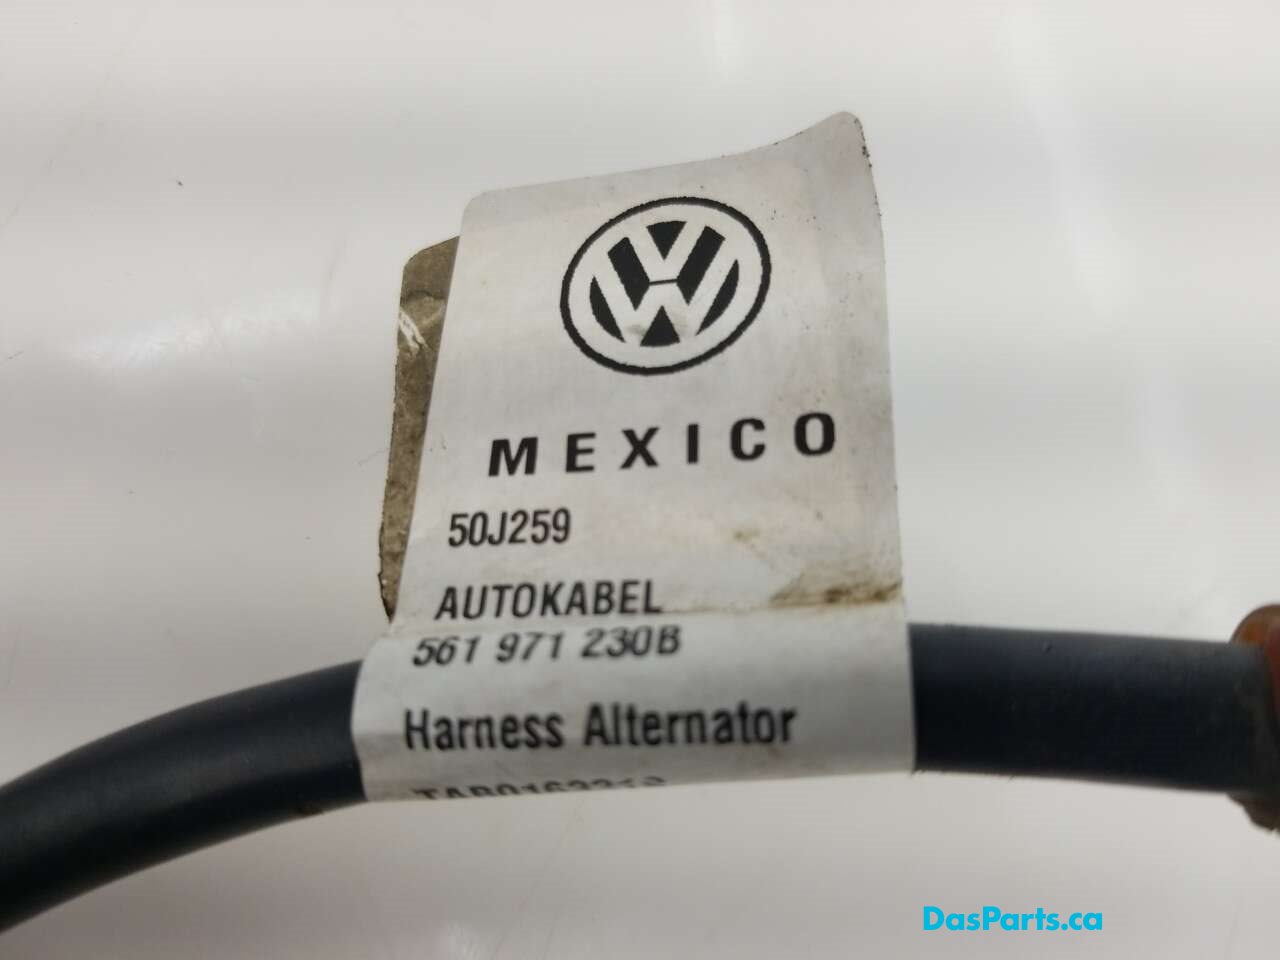 MEXICO
50J259
AUTOKABEL
561 971 230B
Harness Alternator
DasParts.ca